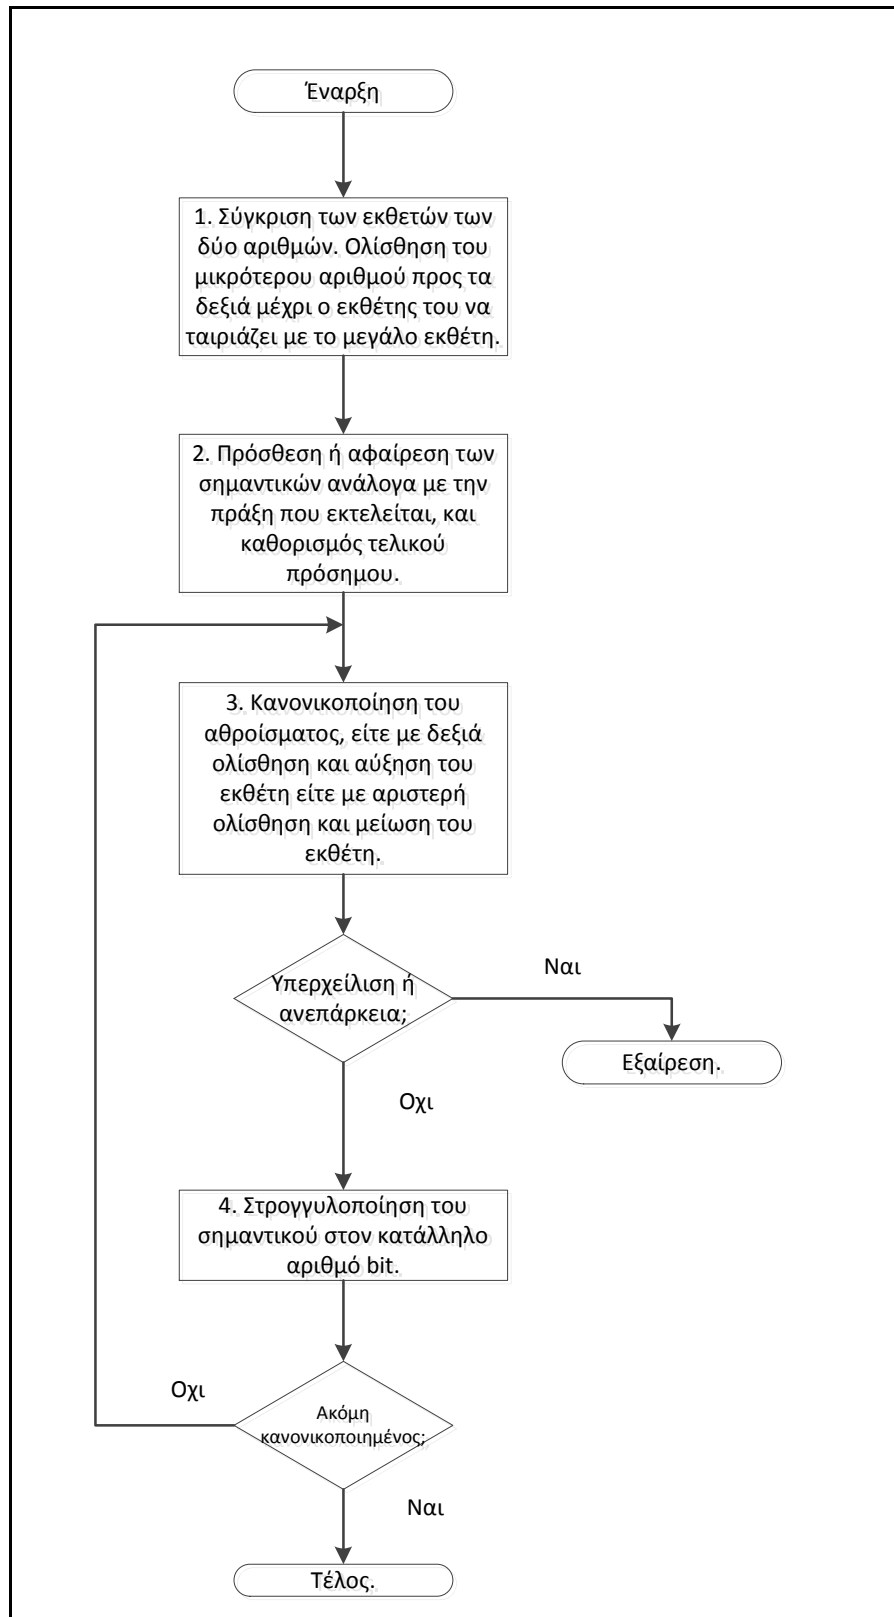 Έναρξη
1. Σύγκριση των εκθετών των
δύο αριθμών. Ολίσθηση του
μικρότερου αριθμού προς τα
δεξιά μέχρι ο εκθέτης του να
ταιριάζει με το μεγάλο εκθέτη.
2. Πρόσθεση ή αφαίρεση των
σημαντικών ανάλογα με την
πράξη που εκτελείται, και
καθορισμός τελικού
πρόσημου.
3. Κανονικοποίηση του
αθροίσματος, είτε με δεξιά
ολίσθηση και αύξηση του
εκθέτη είτε με αριστερή
ολίσθηση και μείωση του
εκθέτη.
Υπερχείλιση ή
ανεπάρκεια;
Ναι
Εξαίρεση.
Οχι
4. Στρογγυλοποίηση του
σημαντικού στον κατάλληλο
αριθμό bit.
Οχι
Ακόμη
κανονικοποιημένος;
Ναι
Τέλος.